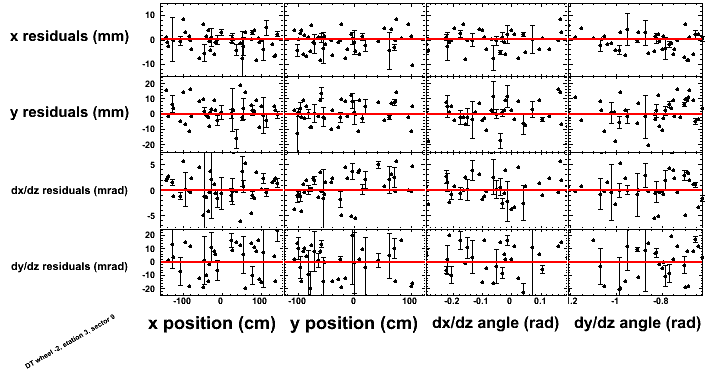 x residuals (mm)
10
0
-10
y residuals (mm)
20
10
0
-10
-20
dx/dz residuals (mrad)
5
0
-5
dy/dz residuals (mrad)
20
10
0
-10
-20
-100 0 100 -100 0 100 -0.2 -0.1 0 0.1 .2 -1 -0.8
x position (cm) y position (cm) dx/dz angle (rad) dy/dz angle (rad)
DT wheel -2, station 3, sector 9